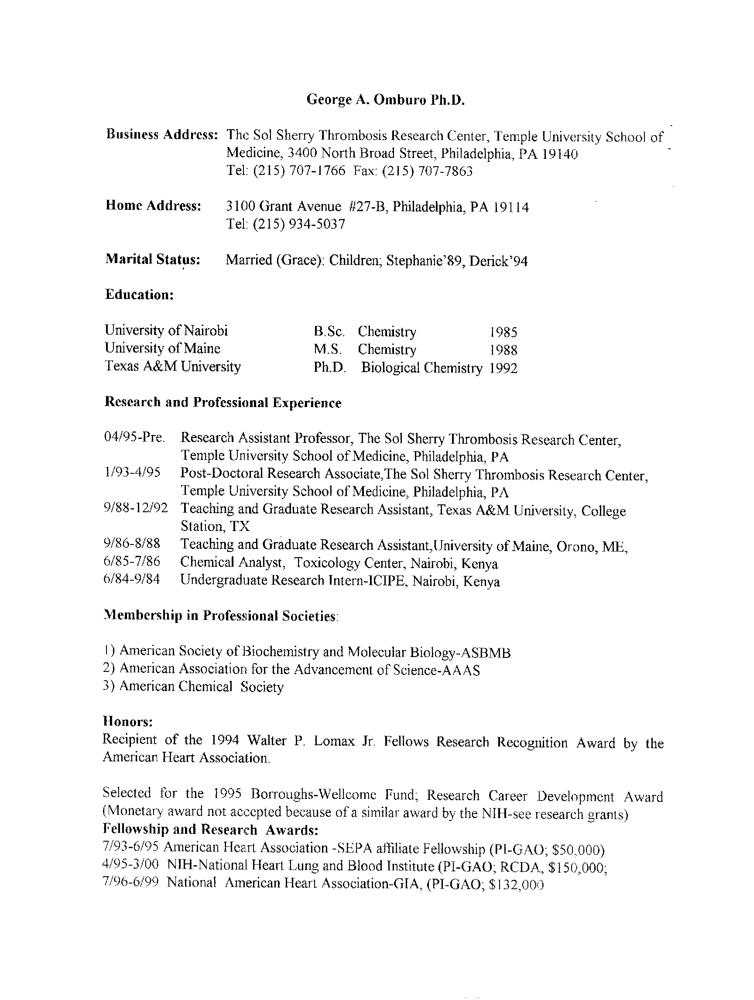 George A. Omburo Ph.D.
Business Address: The Sol Sherry Thrombosis Research Center, Temple University School of
Medicine, 3400 North Broad Street, Philadelphia, PA 19140
Tel: (215) 707-1766 Fax: (215) 707-7863
Home Address: 3100 Grant Avenue #27-B, Philadelphia, PA 19114
Tel: (215) 934-5037
Marital Status: Married (Grace): Children; Stephanie'89, Derick'94
Education:
University of Nairobi B.Sc. Chemistry 1985
University of Maine M.S. Chemistry 1988
Texas A&M University Ph.D. Biological Chemistry 1992
Research and Professional Experience
04/95-Pre. Research Assistant Professor, The Sol Sherry Thrombosis Research Center,
Temple University School of Medicine, Philadelphia, PA
1/93-4/95 Post-Doctoral Research Associate,The Sol Sherry Thrombosis Research Center,
Temple University School of Medicine, Philadelphia, PA
9/88-12/92 Teaching and Graduate Research Assistant, Texas A&M University, College
Station, TX
9/86-8/88 Teaching and Graduate Research Assistant,University of Maine, Orono, ME,
6/85-7/86 Chemical Analyst, Toxicology Center, Nairobi, Kenya
6/84-9/84 Undergraduate Research Intern-ICIPE, Nairobi, Kenya
Membership in Professional Societies:
1) American Society of Biochemistry and Molecular Biology-ASBMB
2) American Association for the Advancement of Science-AAAS
3) American Chemical Society
Honors:
Recipient of the 1994 Walter P. Lomax Jr. Fellows Research Recognition Award by the
American Heart Association.
Selected for the 1995 Borroughs-Wellcome Fund; Research Career Development Award
(Monetary award not accepted because of a similar award by the NIH-see research grants)
Fellowship and Research Awards:
7/93-6/95 American Heart Association -SEPA affiliate Fellowship (PI-GAO; $50,000)
4/95-3/00 NIH-National Heart Lung and Blood Institute (PI-GAO; RCDA, $150,000;
7/96-6/99 National American Heart Association-GIA, (PI-GAO; $132,000